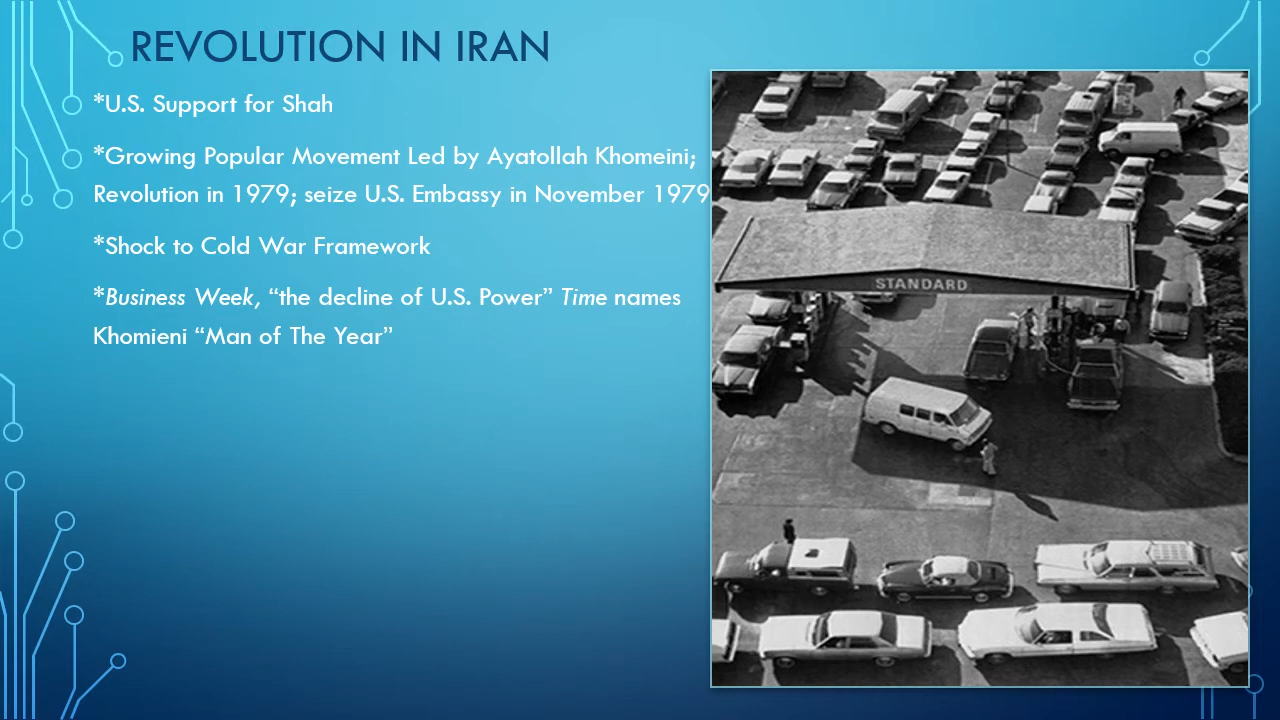 REVOLUTION IN IRAN
*U.S. Support for Shah
*Growing Popular Movement Led by Ayatollah Khomeini;
Revolution in 1979; seize U.S. Embassy in November 1979
*Shock to Cold War Framework
*Business Week, “the decline of U.S. Power” Time names
Khomieni “Man of The Year”
STANDARD